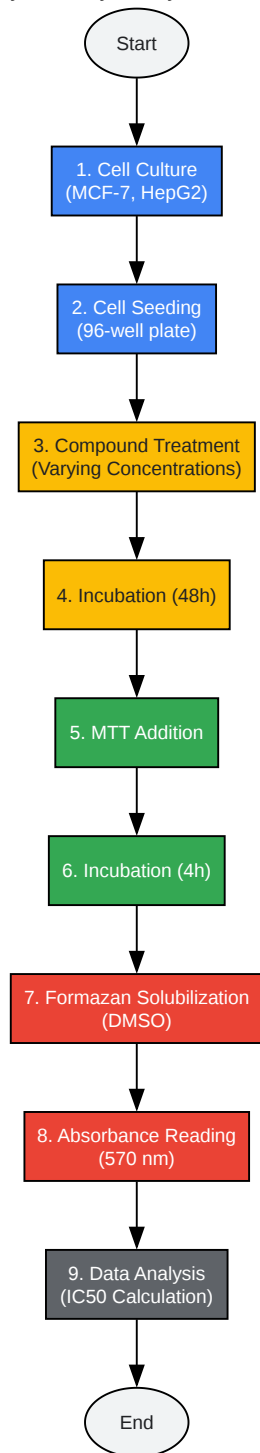 Start
1. Cell Culture
(MCF-7, HepG2)
2. Cell Seeding
(96-well plate)
3. Compound Treatment
(Varying Concentrations)
4. Incubation (48h)
5. MTT Addition
6. Incubation (4h)
7. Formazan Solubilization
(DMSO)
8. Absorbance Reading
(570 nm)
9. Data Analysis
(IC50 Calculation)
End